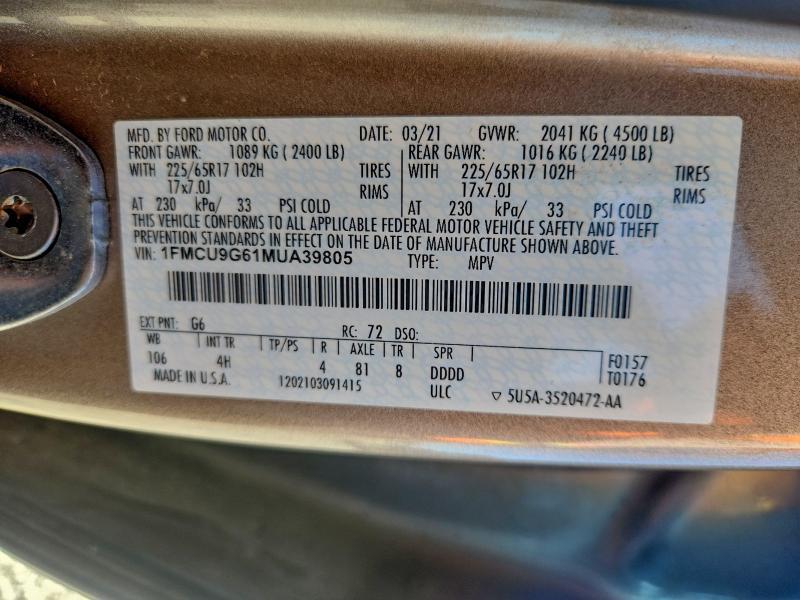 MFD. BY FORD MOTOR CO. DATE: 03/21 GVWR: 2041 KG ( 4500 LB)
FRONT GAWR: 1089 KG ( 2400 LB) REAR GAWR: 1016 KG ( 2240 LB)
WITH 225/65R17 102H TIRES WITH 225/65R17 102H TIRES
17x7.0J RIMS 17x7.0J RIMS
AT 230 kPa/ 33 PSI COLD AT 230 kPa/ 33 PSI COLD
THIS VEHICLE CONFORMS TO ALL APPLICABLE FEDERAL MOTOR VEHICLE SAFETY AND THEFT
PREVENTION STANDARDS IN EFFECT ON THE DATE OF MANUFACTURE SHOWN ABOVE.
VIN: 1FMCU9G61MUA39805 TYPE: MPV
EXT PNT: G6 RC: 72 DSO:
WB INT TR TP/PS R AXLE TR SPR
106 4H 4 81 8 DDDD F0157
T0176
MADE IN U.S.A. 1202103091415 ULC ▽ 5U5A-3520472-AA